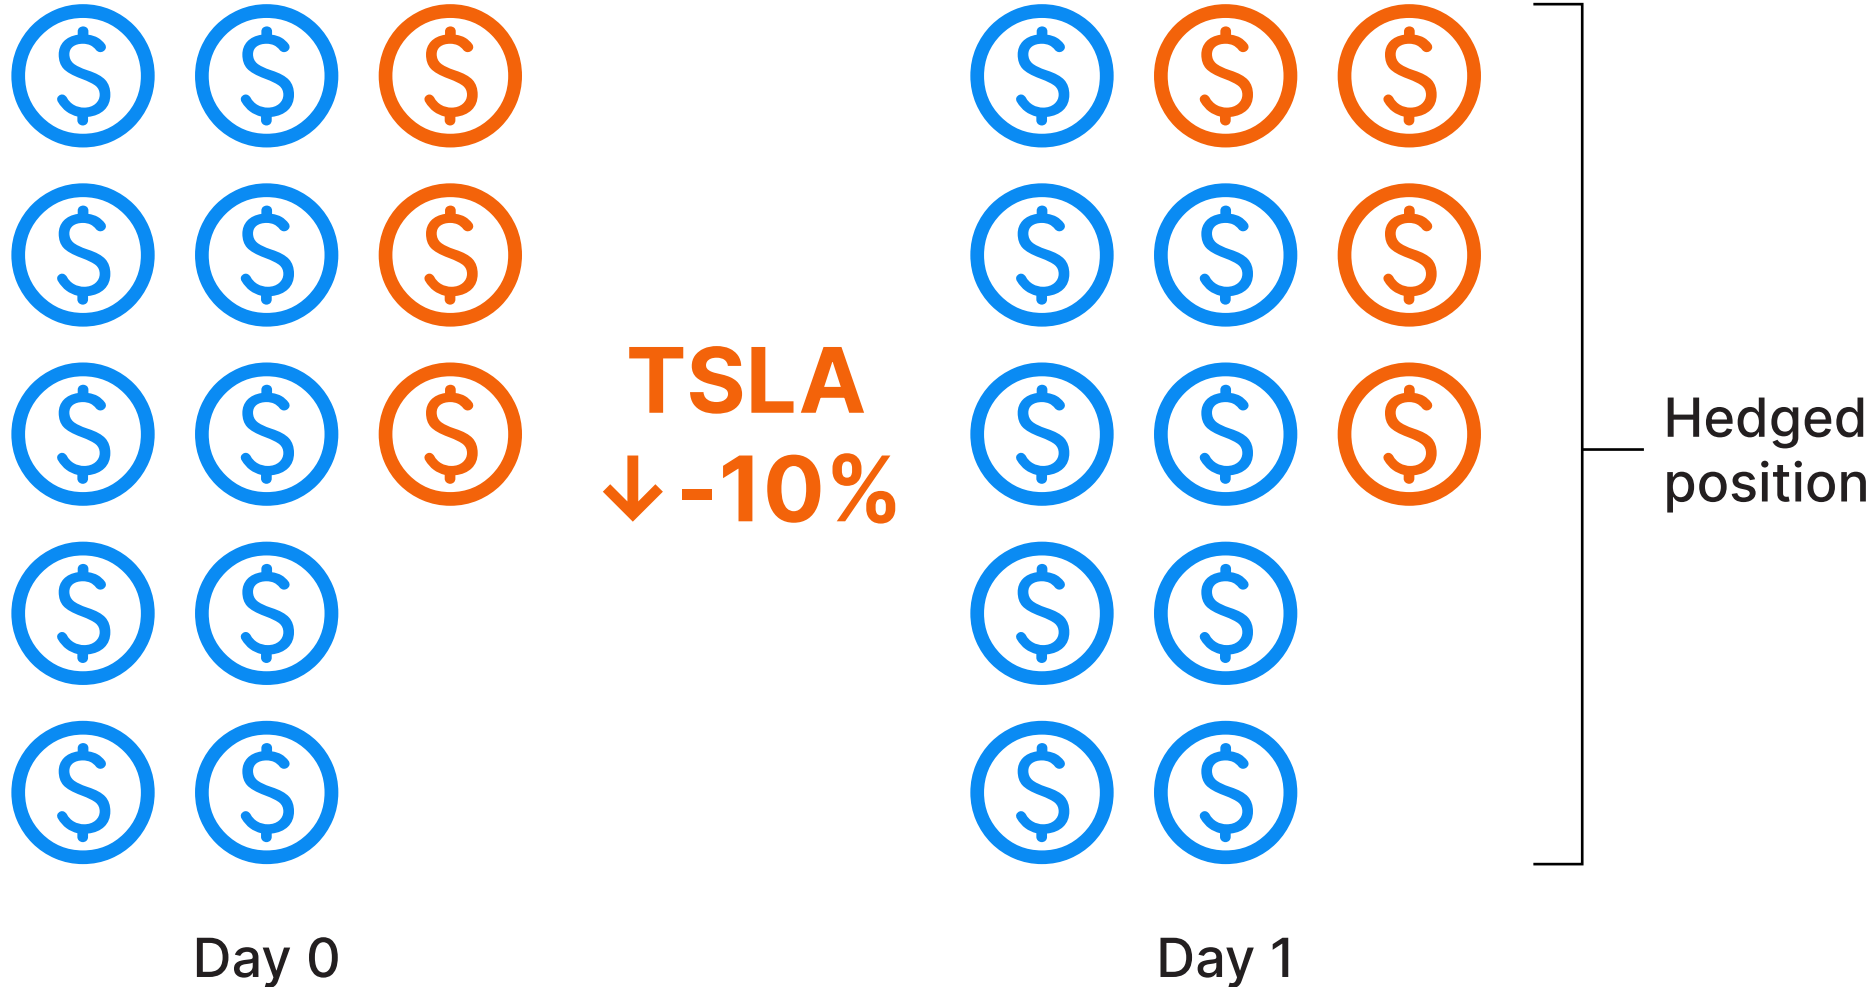 TSLA
↓ -10%
Hedged
position
Day 0
Day 1